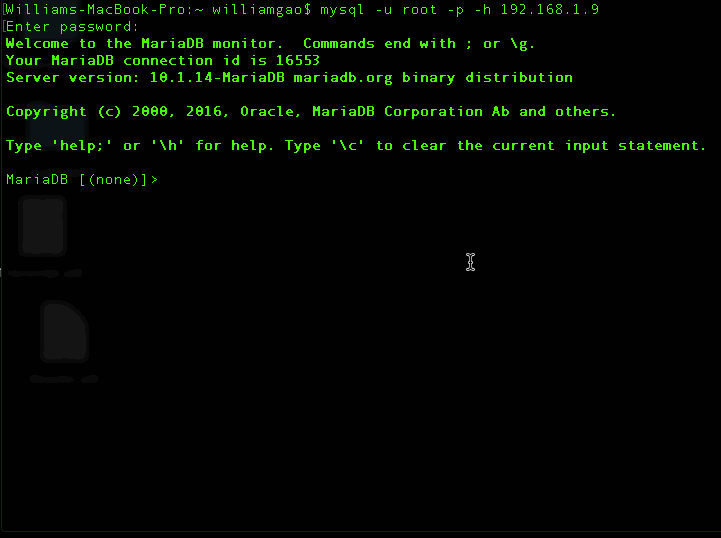 [Williams-MacBook-Pro:~ williamgao$ mysql -u root -p -h 192.168.1.9
[Enter password:
Welcome to the MariaDB monitor.  Commands end with ; or \g.
Your MariaDB connection id is 16553
Server version: 10.1.14-MariaDB mariadb.org binary distribution
Copyright (c) 2000, 2016, Oracle, MariaDB Corporation Ab and others.
Type 'help;' or '\h' for help. Type '\c' to clear the current input statement.
MariaDB [(none)]>